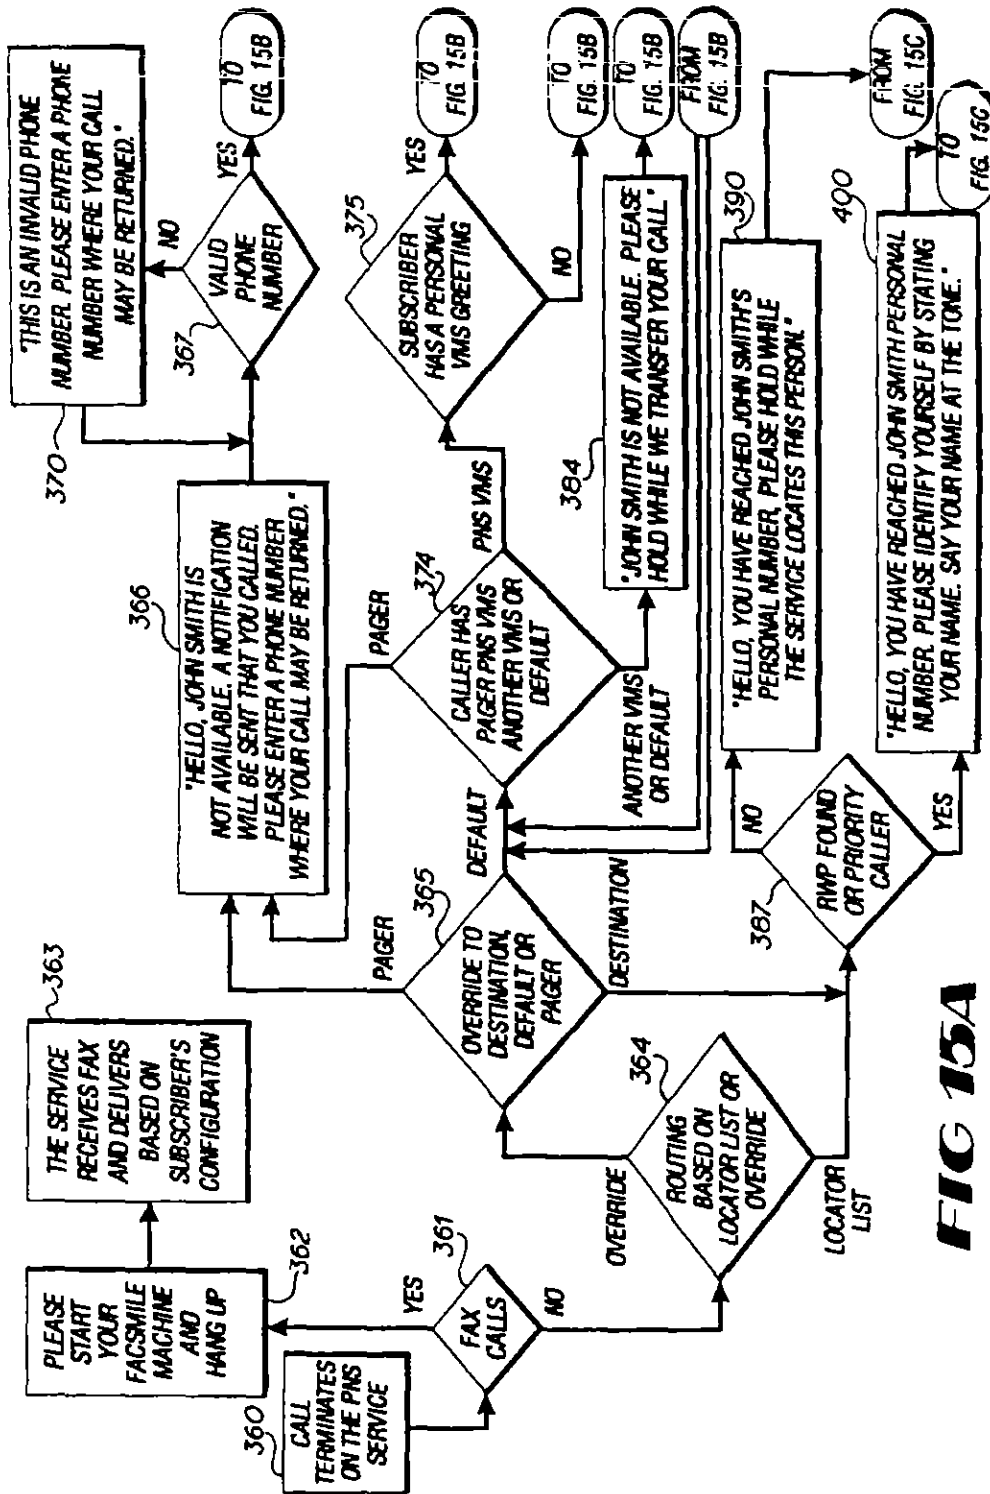 360
CALL
TERMINATES
ON THE PNS
SERVICE
361
FAX
CALLS
YES
NO
362
PLEASE
START
YOUR
FACSMILE
MACHINE
AND
HANG UP
363
THE SERVICE
RECEIVES FAX
AND DELIVERS
BASED ON
SUBSCRIBER'S
CONFIGURATION
364
ROUTING
BASED ON
LOCATOR LIST OR
OVERRIDE
OVERRIDE
LOCATOR
LIST
365
OVERRIDE TO
DESTINATION,
DEFAULT OR
PAGER
PAGER
DEFAULT
DESTINATION
366
"HELLO, JOHN SMITH IS
NOT AVAILABLE. A NOTIFICATION
WILL BE SENT THAT YOU CALLED.
PLEASE ENTER A PHONE NUMBER
WHERE YOUR CALL MAY BE RETURNED."
367
VALID
PHONE
NUMBER
NO
YES
370
"THIS IS AN INVALID PHONE
NUMBER. PLEASE ENTER A PHONE
NUMBER WHERE YOUR CALL
MAY BE RETURNED."
TO
FIG. 15B
374
CALLER HAS
PAGER PNS VMS
ANOTHER VMS OR
DEFAULT
PAGER
PNS VMS
ANOTHER VMS
OR DEFAULT
375
SUBSCRIBER
HAS A PERSONAL
VMS GREETING
YES
NO
TO
FIG. 15B
TO
FIG. 15B
384
"JOHN SMITH IS NOT AVAILABLE. PLEASE
HOLD WHILE WE TRANSFER YOUR CALL."
TO
FIG. 15B
FROM
FIG. 15B
387
RWP FOUND
OR PRIORITY
CALLER
NO
YES
390
"HELLO, YOU HAVE REACHED JOHN SMITH'S
PERSONAL NUMBER, PLEASE HOLD WHILE
THE SERVICE LOCATES THIS PERSON."
FROM
FIG. 15C
400
"HELLO, YOU HAVE REACHED JOHN SMITH PERSONAL
NUMBER. PLEASE IDENTIFY YOURSELF BY STATING
YOUR NAME. SAY YOUR NAME AT THE TONE."
TO
FIG. 15C
FIG 15A